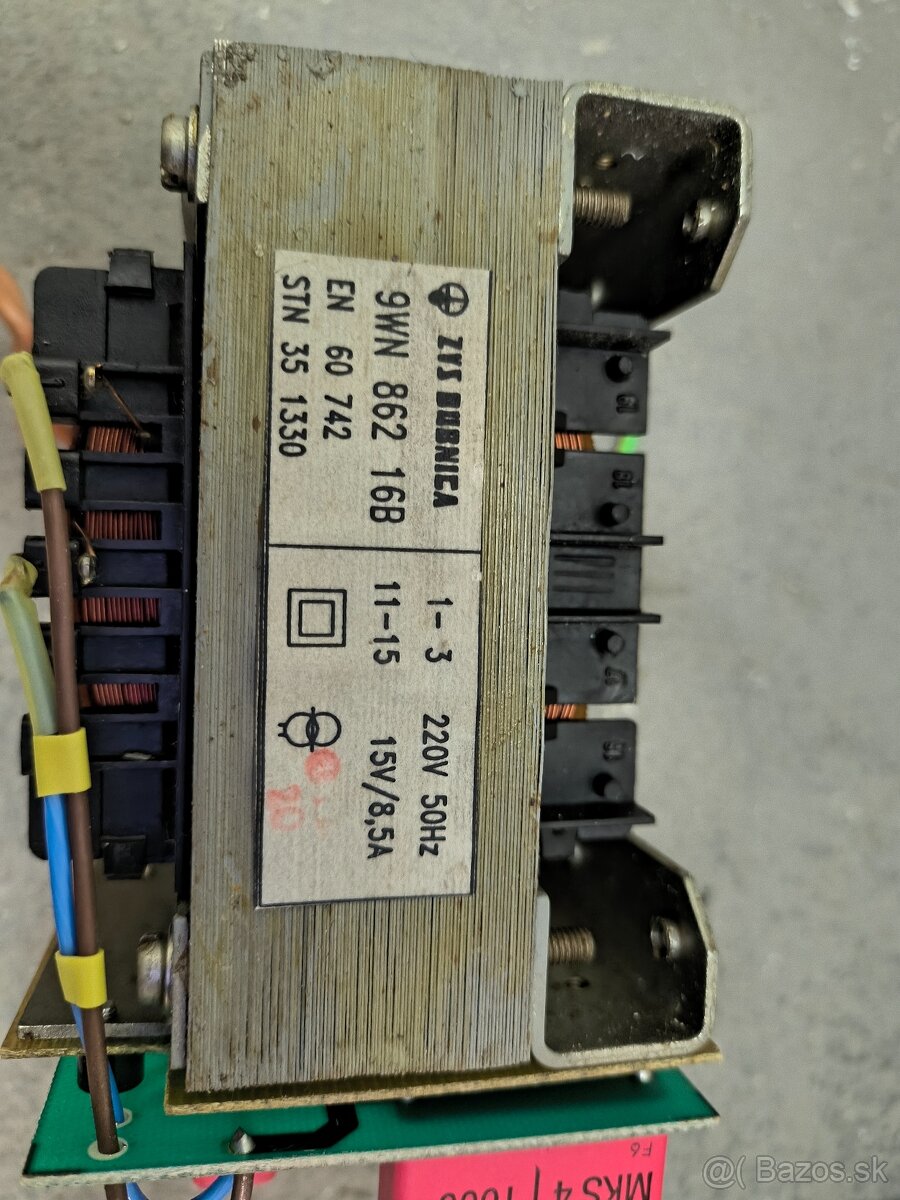 ZVS DUBNICA
9WN 862 16B
EN 60 742
STN 35 1330
1-3 220V 50Hz
11-15 15V/8,5A
MKS 4
F6
@( Bazos.sk